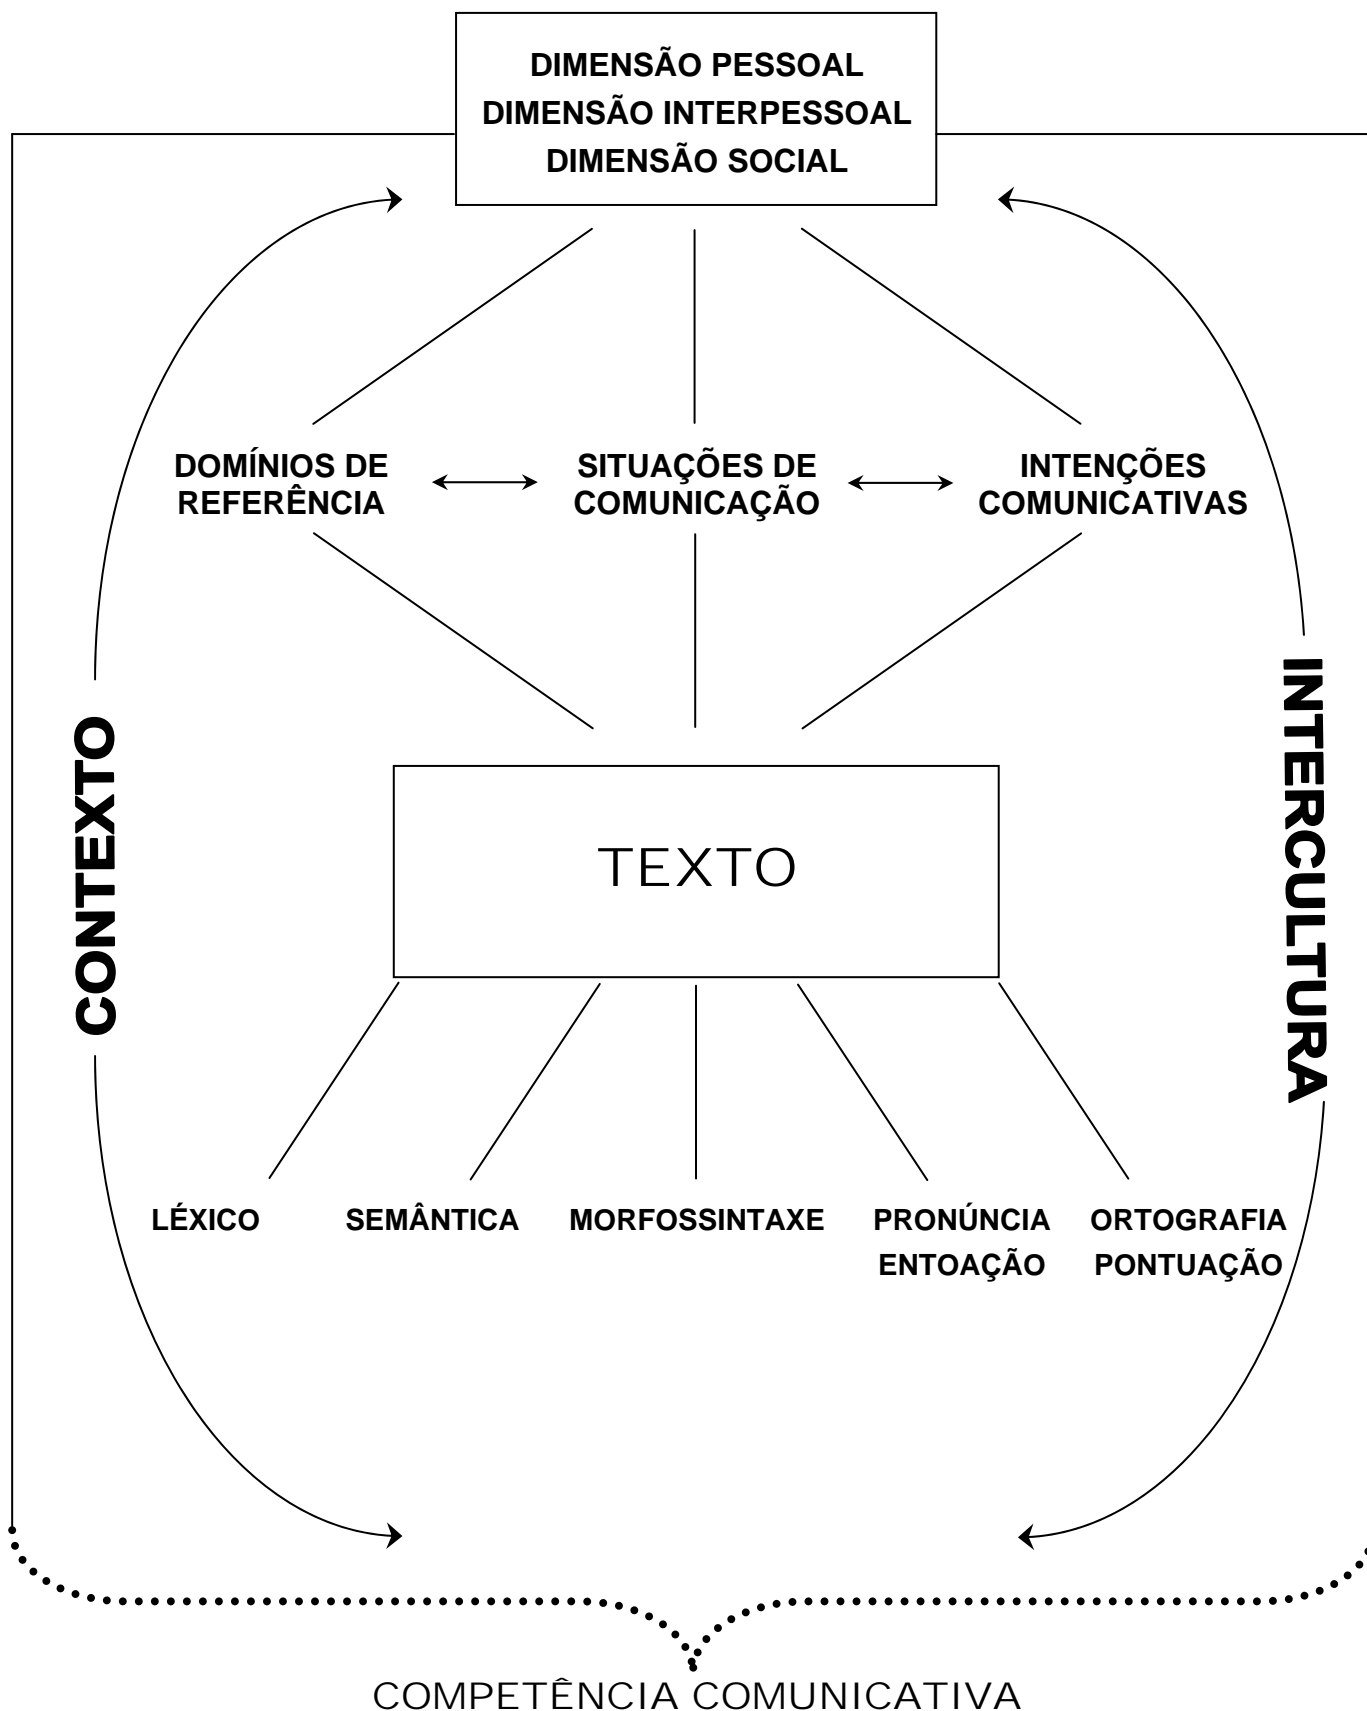 DIMENSÃO PESSOAL
DIMENSÃO INTERPESSOAL
DIMENSÃO SOCIAL
DOMÍNIOS DE
REFERÊNCIA
SITUAÇÕES DE
COMUNICAÇÃO
INTENÇÕES
COMUNICATIVAS
CONTEXTO
INTERCULTURA
TEXTO
LÉXICO
SEMÂNTICA
MORFOSSINTAXE
PRONÚNCIA
ENTOAÇÃO
ORTOGRAFIA
PONTUAÇÃO
COMPETÊNCIA COMUNICATIVA